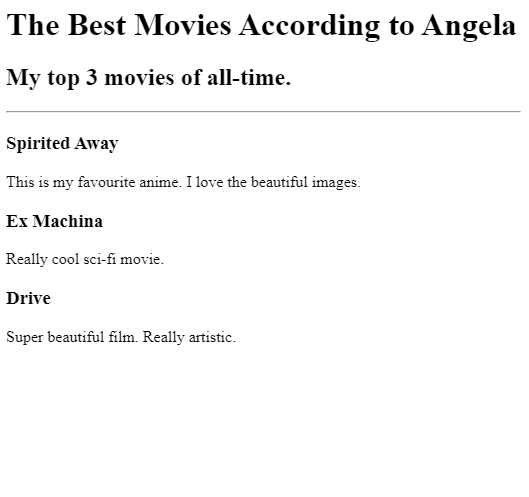 The Best Movies According to Angela
My top 3 movies of all-time.
Spirited Away
This is my favourite anime. I love the beautiful images.
Ex Machina
Really cool sci-fi movie.
Drive
Super beautiful film. Really artistic.